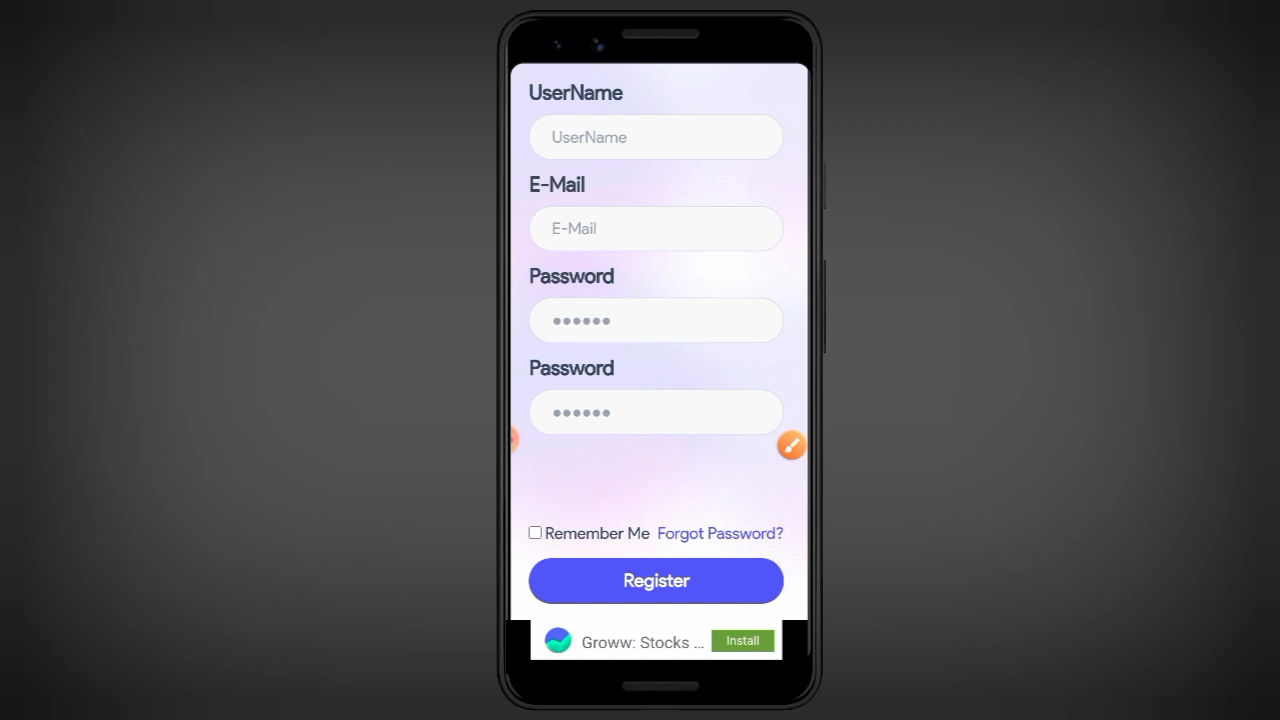 UserName
UserName
E-Mail
E-Mail
Password
••••••
Password
••••••
Remember Me Forgot Password?
Register
Groww: Stocks ... Install